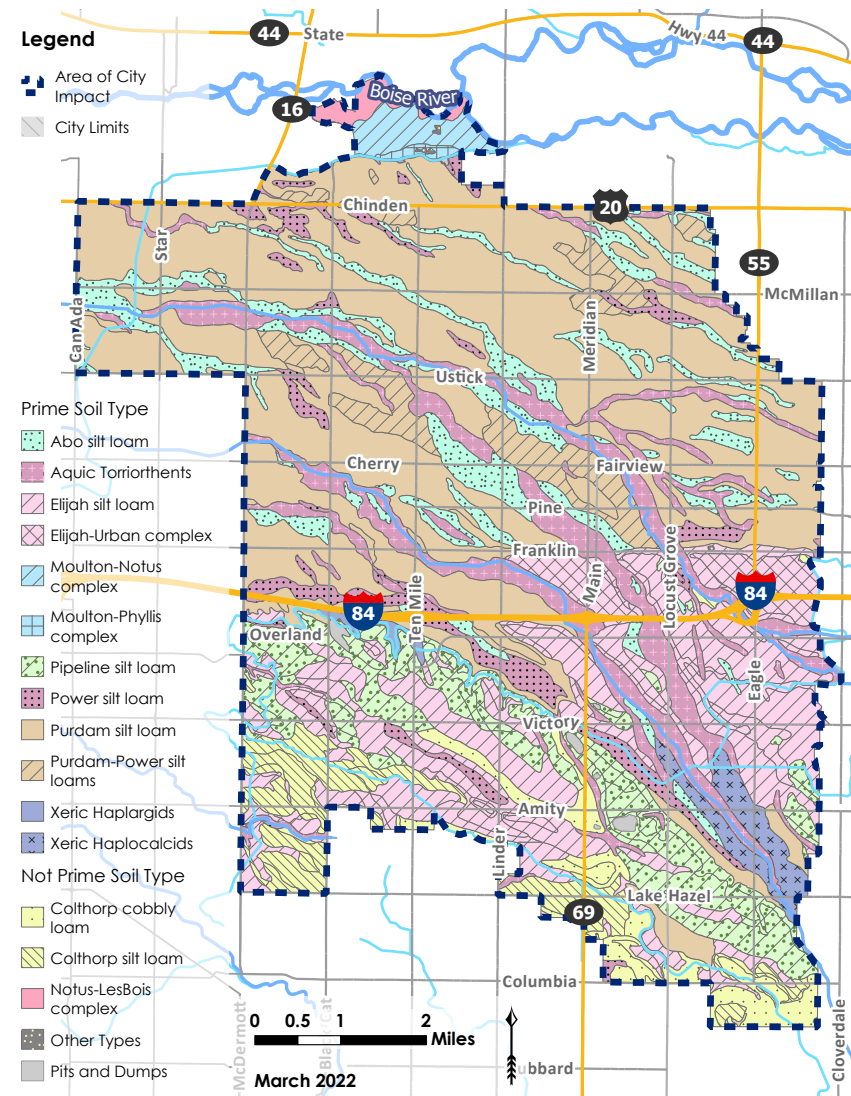 Legend
Area of City
Impact
City Limits
Prime Soil Type
Abo silt loam
Aquic Torriorthents
Elijah silt loam
Elijah-Urban complex
Moulton-Notus
complex
Moulton-Phyllis
complex
Pipeline silt loam
Power silt loam
Purdam silt loam
Purdam-Power silt
loams
Xeric Haplargids
Xeric Haplocalcids
Not Prime Soil Type
Colthorp cobbly
loam
Colthorp silt loam
Notus-LesBois
complex
Other Types
Pits and Dumps
44
State
Hwy 44
44
16
Boise River
Chinden
20
55
Star
Can Ada
McMillan
Meridian
Ustick
Cherry
Fairview
Pine
Franklin
Main
Locust Grove
Ten Mile
84
84
Overland
Eagle
Victory
Amity
Linder
Lake Hazel
69
Columbia
McDermott
Black Cat
Cloverdale
ubbard
0 0.5 1 2
Miles
March 2022